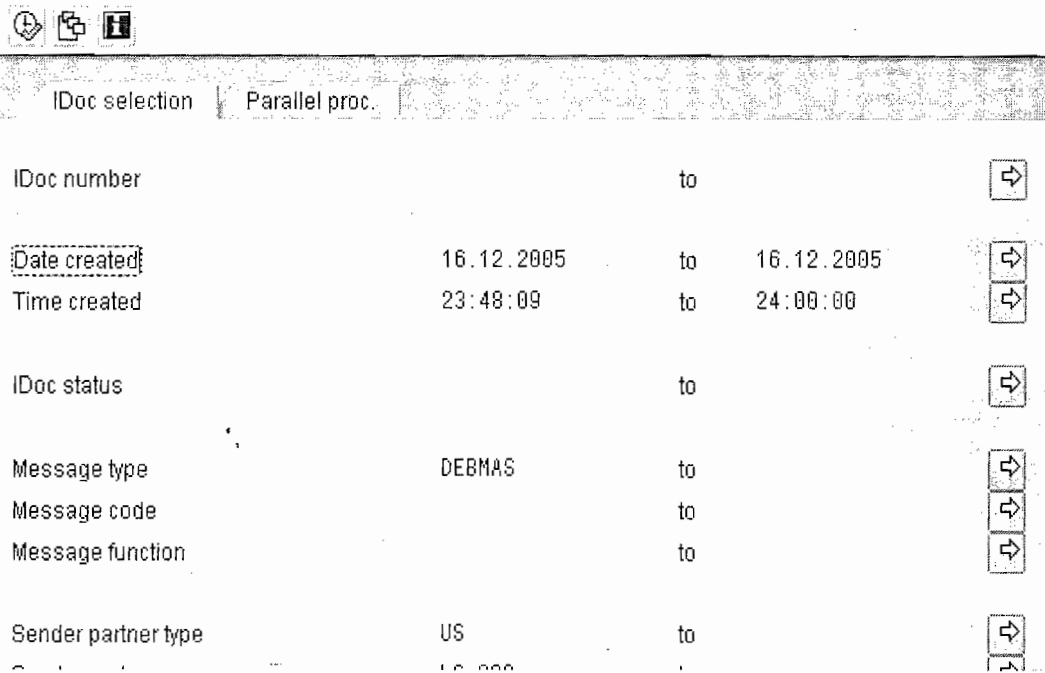 IDoc selection Parallel proc.
IDoc number to
Date created 16.12.2005 to 16.12.2005
Time created 23:48:09 to 24:00:00
IDoc status to
Message type DEBMAS to
Message code to
Message function to
Sender partner type US to